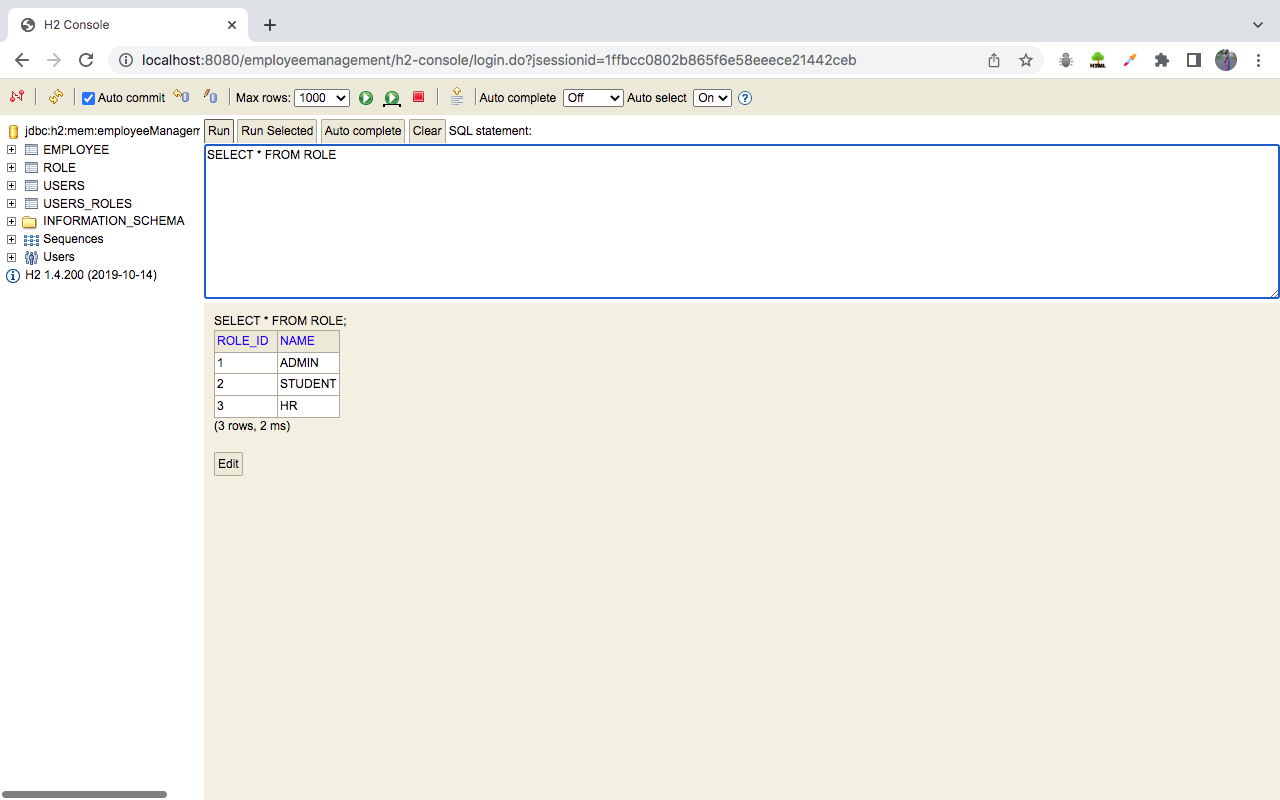 H2 Console
localhost:8080/employeemanagement/h2-console/login.do?jsessionid=1ffbcc0802b865f6e58eeece21442ceb
HTML
Auto commit Max rows: 1000 Auto complete Off Auto select On ?
jdbc:h2:mem:employeeManagem
EMPLOYEE
ROLE
USERS
USERS_ROLES
INFORMATION_SCHEMA
Sequences
Users
H2 1.4.200 (2019-10-14)
Run Run Selected Auto complete Clear SQL statement:
SELECT * FROM ROLE
SELECT * FROM ROLE;
ROLE_ID NAME
1 ADMIN
2 STUDENT
3 HR
(3 rows, 2 ms)
Edit